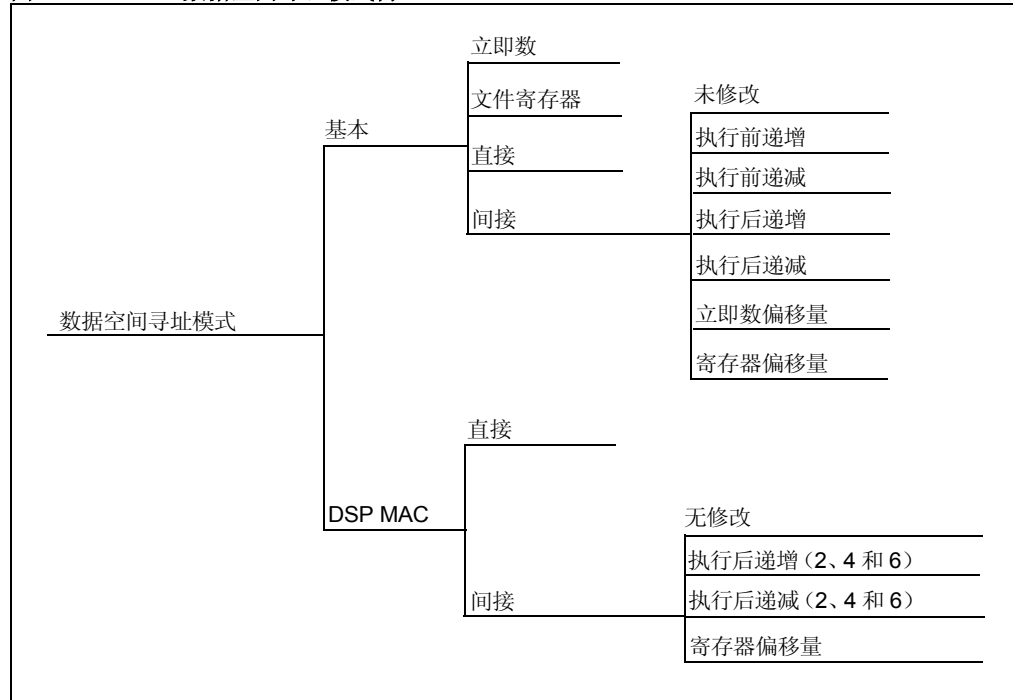 立即数
文件寄存器
未修改
基本
执行前递增
直接
执行前递减
间接
执行后递增
执行后递减
数据空间寻址模式
立即数偏移量
寄存器偏移量
直接
DSP MAC
无修改
执行后递增（2、4 和 6）
间接
执行后递减（2、4 和 6）
寄存器偏移量